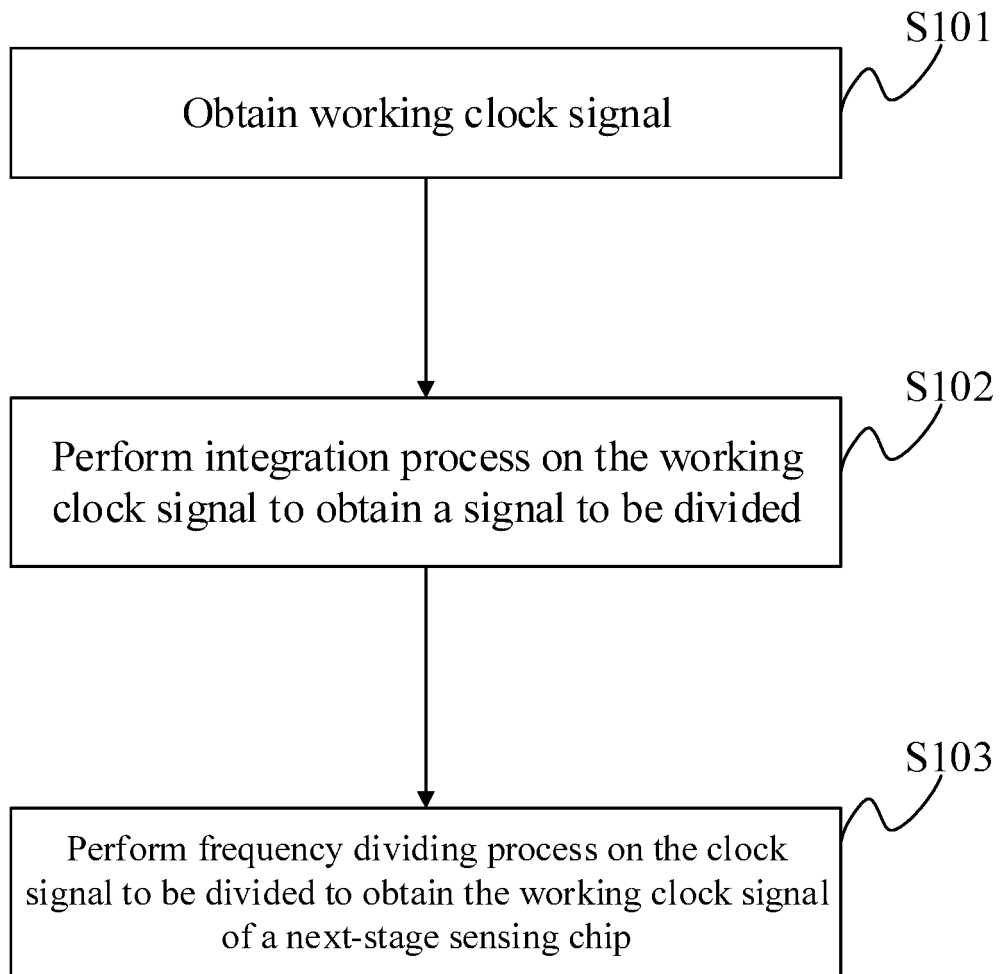 S101
Obtain working clock signal
S102
Perform integration process on the working
clock signal to obtain a signal to be divided
S103
Perform frequency dividing process on the clock
signal to be divided to obtain the working clock signal
of a next-stage sensing chip